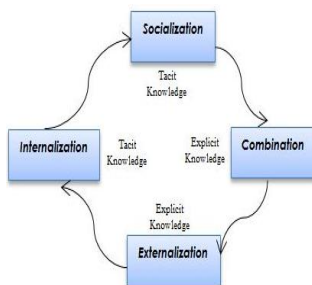 Socialization
Tacit
Knowledge
Internalization
Tacit
Knowledge
Explicit
Knowledge
Combination
Explicit
Knowledge
Externalization